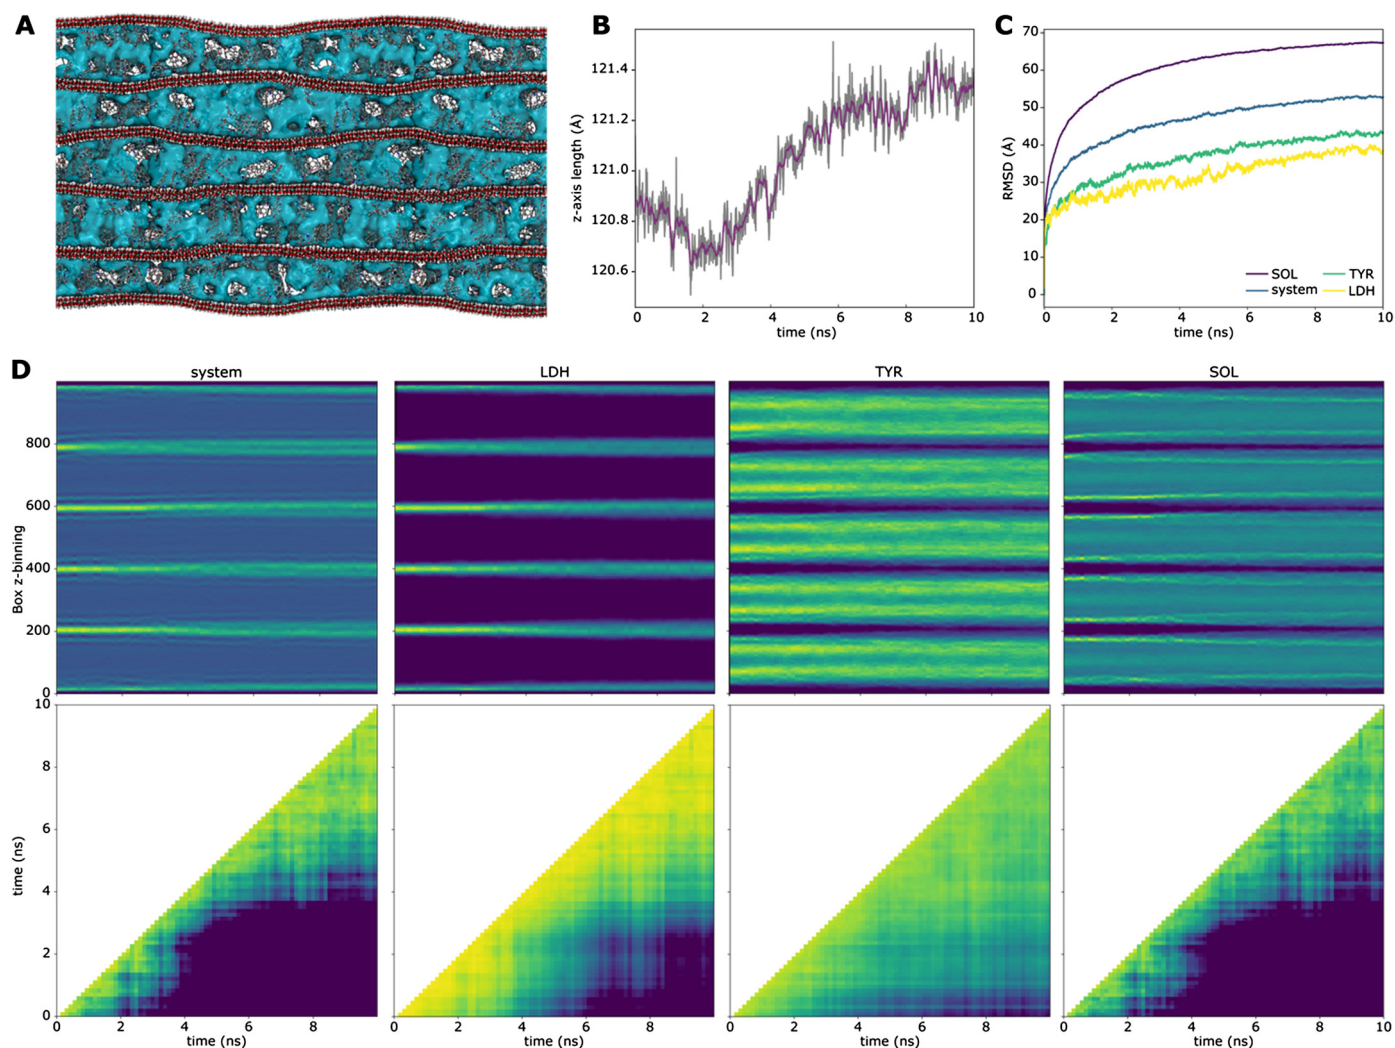 A
B
C
z-axis length (Å)
121.4
121.2
121.0
120.8
120.6
0 2 4 6 8 10
time (ns)
RMSD (Å)
70
60
50
40
30
20
10
0
SOL TYR
system LDH
0 2 4 6 8 10
time (ns)
D
system LDH TYR SOL
Box z-binning
800
600
400
200
0
time (ns)
10
8
6
4
2
0
0 2 4 6 8
0 2 4 6 8
0 2 4 6 8
0 2 4 6 8 10
time (ns) time (ns) time (ns) time (ns)